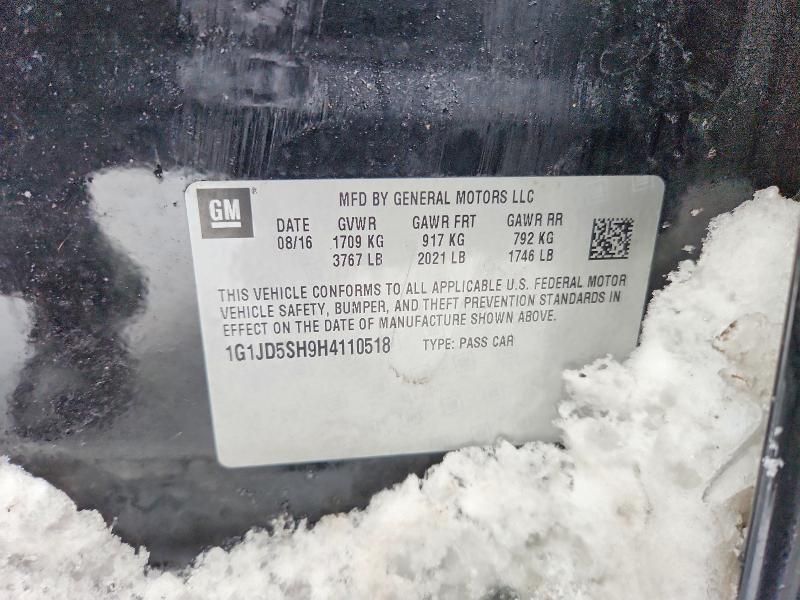 GM ®
MFD BY GENERAL MOTORS LLC
DATE GVWR GAWR FRT GAWR RR
08/16 1709 KG 917 KG 792 KG
3767 LB 2021 LB 1746 LB
THIS VEHICLE CONFORMS TO ALL APPLICABLE U.S. FEDERAL MOTOR
VEHICLE SAFETY, BUMPER, AND THEFT PREVENTION STANDARDS IN
EFFECT ON THE DATE OF MANUFACTURE SHOWN ABOVE.
1G1JD5SH9H4110518 TYPE: PASS CAR